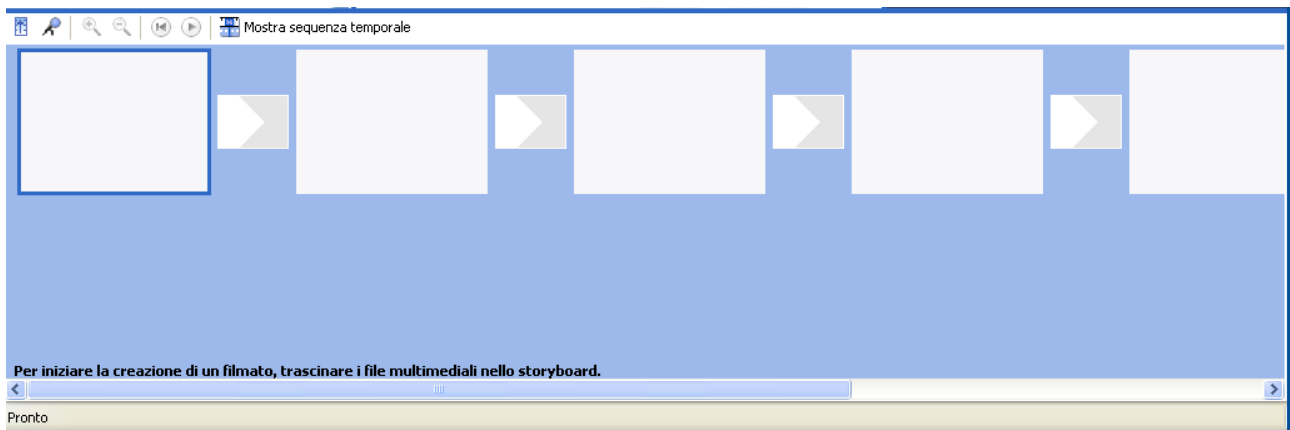 Mostra sequenza temporale
Per iniziare la creazione di un filmato, trascinare i file multimediali nello storyboard.
Pronto